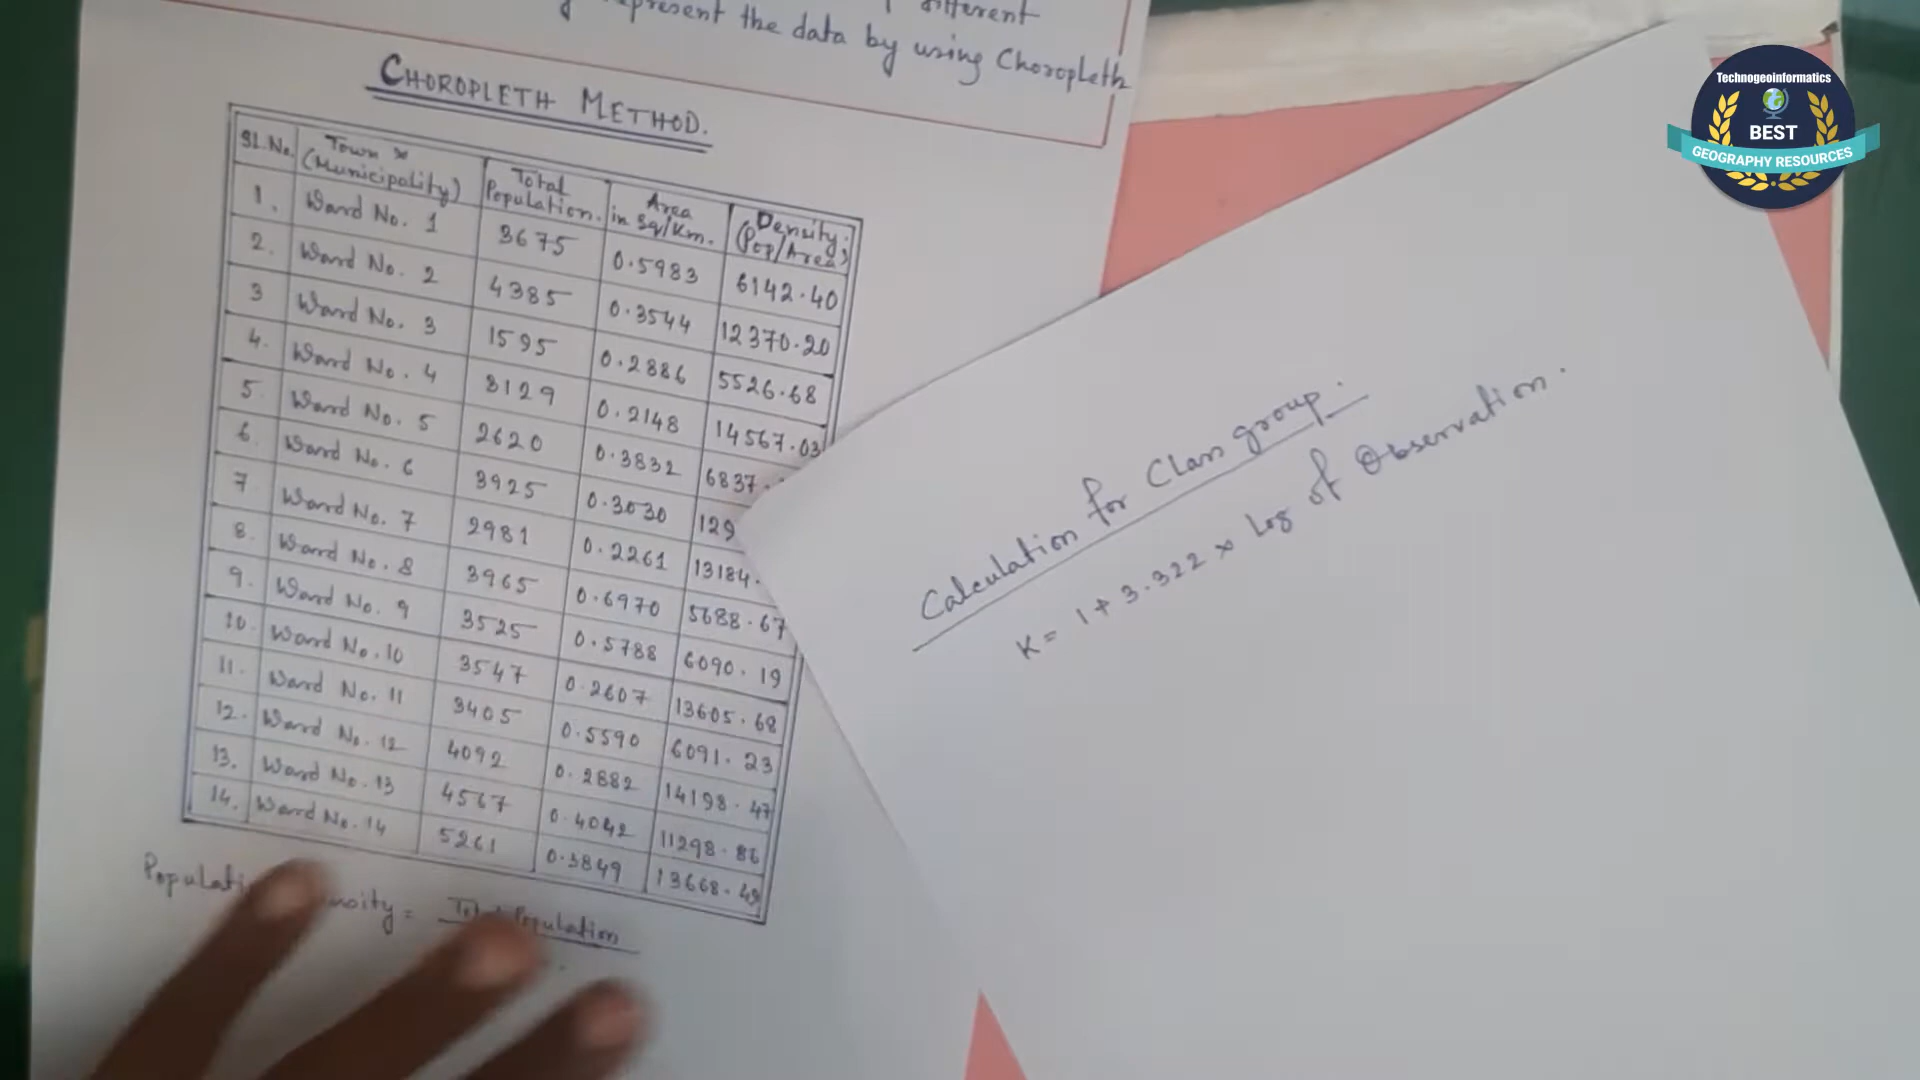 different
represent the data by using Choropleth
CHOROPLETH METHOD.
Sl.No. Town × (Municipality) Total Population. Area in Sq/Km. Density. (Pop/Area)
1. Ward No. 1 3675 0.5983 6142.40
2. Ward No. 2 4385 0.3544 12370.20
3 Ward No. 3 1595 0.2886 5526.68
4. Ward No. 4 3129 0.2148 14567.03
5. Ward No. 5 2620 0.3832 6837.
6. Ward No. 6 3925 0.3030 129
7. Ward No. 7 2981 0.2261 13184.
8. Ward No. 8 3965 0.6970 5688.67
9. Ward No. 9 3525 0.5788 6090.19
10. Ward No. 10 3547 0.2607 13605.68
11. Ward No. 11 3405 0.5590 6091.23
12. Ward No. 12 4092 0.2882 14198.47
13. Ward No. 13 4567 0.4042 11298.86
14. Ward No. 14 5261 0.3849 13668.49
= Total Population
Calculation for Class group.
K = 1 + 3.322 × Log of Observation.
Technogeoinformatics
BEST
GEOGRAPHY RESOURCES